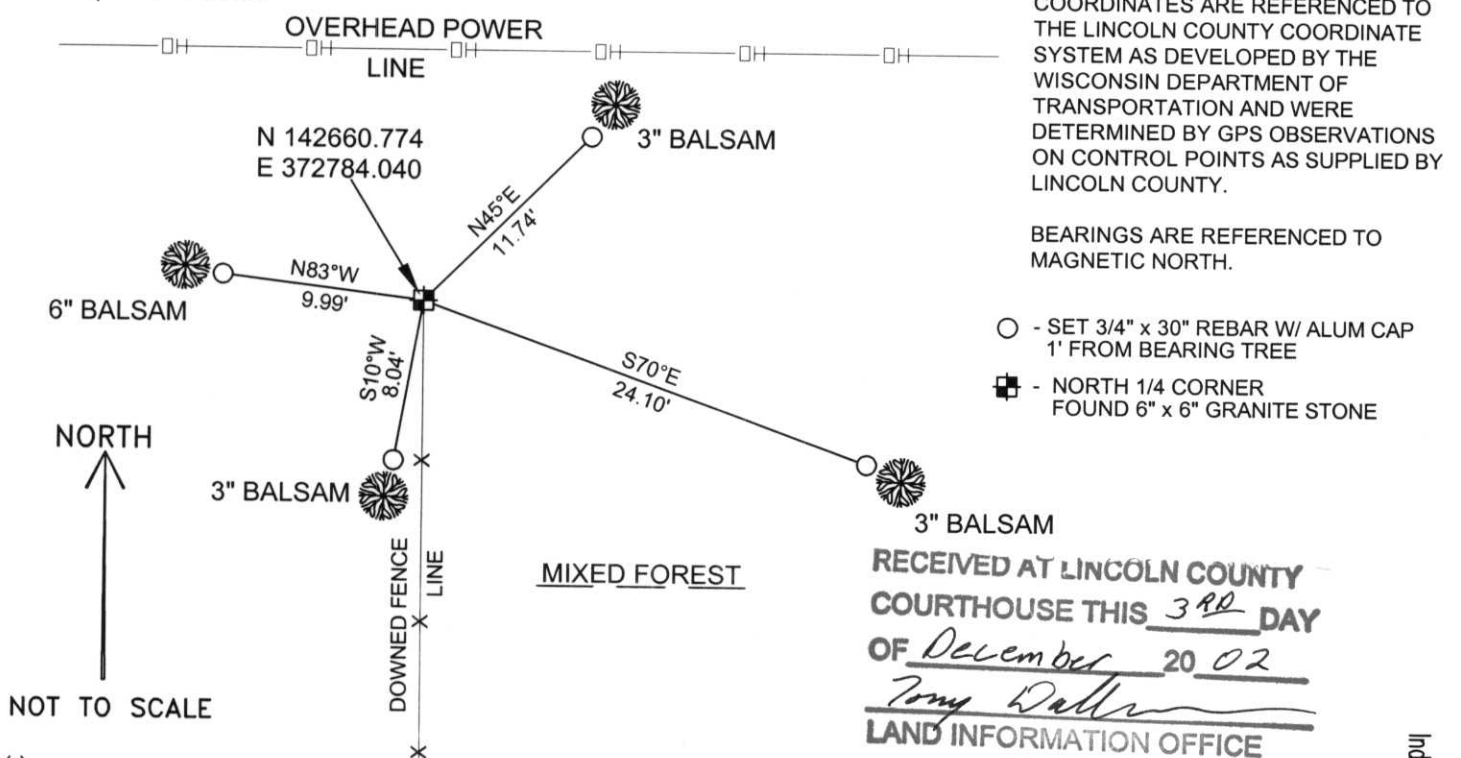 OVERHEAD POWER
LINE
N 142660.774
E 372784.040
3" BALSAM
N45°E
11.74'
N83°W
9.99'
6" BALSAM
S10°W
8.04'
S70°E
24.10'
3" BALSAM
3" BALSAM
NORTH
NOT TO SCALE
DOWNED FENCE
LINE
MIXED FOREST
COORDINATES ARE REFERENCED TO
THE LINCOLN COUNTY COORDINATE
SYSTEM AS DEVELOPED BY THE
WISCONSIN DEPARTMENT OF
TRANSPORTATION AND WERE
DETERMINED BY GPS OBSERVATIONS
ON CONTROL POINTS AS SUPPLIED BY
LINCOLN COUNTY.
BEARINGS ARE REFERENCED TO
MAGNETIC NORTH.
- SET 3/4" x 30" REBAR W/ ALUM CAP
1' FROM BEARING TREE
- NORTH 1/4 CORNER
FOUND 6" x 6" GRANITE STONE
RECEIVED AT LINCOLN COUNTY
COURTHOUSE THIS 3RD DAY
OF December 20 02
Tony
LAND INFORMATION OFFICE